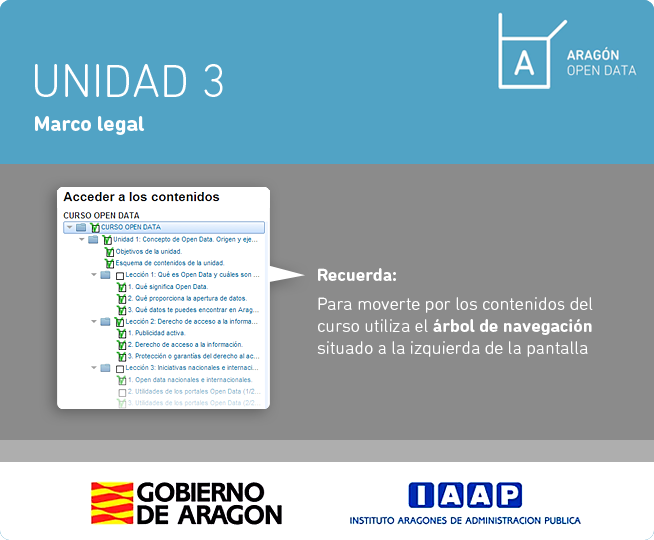 UNIDAD 3
Marco legal
A
ARAGÓN
OPEN DATA
Acceder a los contenidos
CURSO OPEN DATA
CURSO OPEN DATA
Unidad 1: Concepto de Open Data. Origen y eje...
Objetivos de la unidad.
Esquema de contenidos de la unidad.
Lección 1: Qué es Open Data y cuáles son ...
1. Qué significa Open Data.
2. Qué proporciona la apertura de datos.
3. Qué datos te puedes encontrar en Arag...
Lección 2: Derecho de acceso a la informa...
1. Publicidad activa.
2. Derecho de acceso a la información.
3. Protección o garantías del derecho al ac...
Lección 3: Iniciativas nacionales e internaci...
1. Open data nacionales e internacionales.
2. Utilidades de los portales Open Data (1/2...
3. Utilidades de los portales Open Data (2/2...
Recuerda:
Para moverte por los contenidos del
curso utiliza el árbol de navegación
situado a la izquierda de la pantalla
GOBIERNO
DE ARAGON
IAAP
INSTITUTO ARAGONES DE ADMINISTRACION PUBLICA